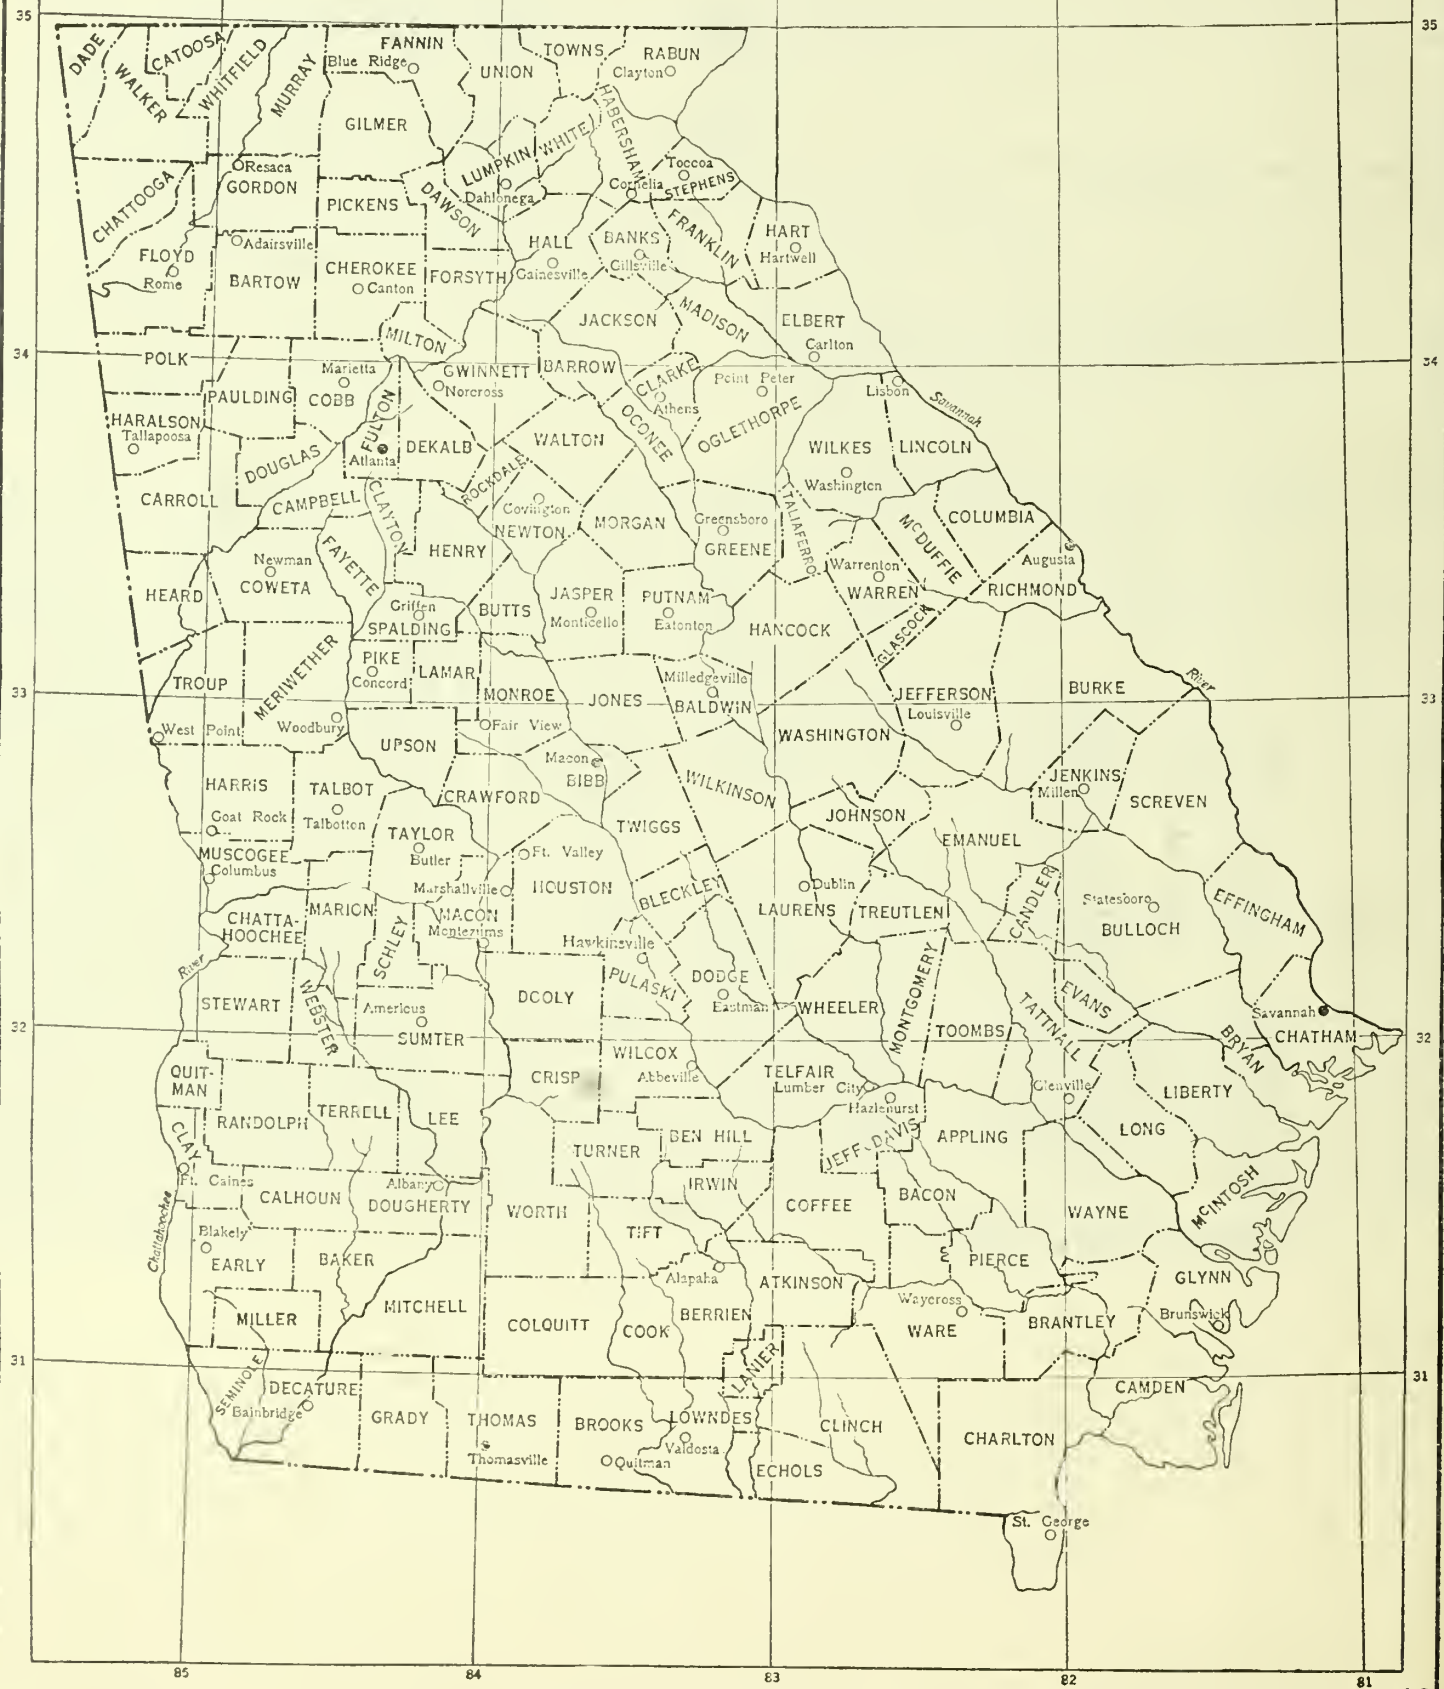 35
35
DADE
WALKER
CATOOSA
WHITFIELD
MURRAY
FANNIN
Blue Ridge
UNION
TOWNS
RABUN
Clayton
HABERSHAM
GILMER
LUMPKIN
Dahlonega
WHITE
Toccoa
STEPHENS
Cornelia
Resaca
GORDON
CHATTOOGA
PICKENS
DAWSON
FRANKLIN
HART
Hartwell
HALL
Gainesville
BANKS
Gillsville
FLOYD
Rome
Adairsville
BARTOW
CHEROKEE
Canton
FORSYTH
JACKSON
MADISON
ELBERT
Carlton
MILTON
34
34
POLK
PAULDING
Marietta
COBB
GWINNETT
Norcross
BARROW
CLARKE
Athens
Pcint Peter
OGLETHORPE
Lisbon
Savannah
HARALSON
Tallapoosa
DOUGLAS
FULTON
Atlanta
DEKALB
WALTON
OCONEE
WILKES
Washington
LINCOLN
CARROLL
CAMPBELL
CLAYTON
ROCKDALE
Covington
NEWTON
MORGAN
Greensboro
GREENE
TALIAFERRO
McDUFFIE
COLUMBIA
Augusta
RICHMOND
Warrenton
WARREN
GLASCOCK
Newman
COWETA
FAYETTE
HENRY
HEARD
Griffen
SPALDING
BUTTS
JASPER
Monticello
PUTNAM
Eatonton
HANCOCK
TROUP
MERIWETHER
PIKE
Concord
LAMAR
MONROE
JONES
Milledgeville
BALDWIN
JEFFERSON
Louisville
BURKE
River
33
33
West Point
Woodbury
UPSON
Fair View
Macon
BIBB
WASHINGTON
WILKINSON
HARRIS
Goat Rock
TALBOT
Talbotton
CRAWFORD
TAYLOR
Butler
TWIGGS
JOHNSON
JENKINS
Millen
SCREVEN
EMANUEL
MUSCOGEE
Columbus
Ft. Valley
Marshallville
HOUSTON
BLECKLEY
Dublin
LAURENS
TREUTLEN
CANDLER
Statesboro
BULLOCH
EFFINGHAM
CHATTA-
HOOCHEE
MARION
SCHLEY
MACON
Montezums
Hawkinsville
PULASKI
DODGE
Eastman
River
STEWART
WEBSTER
Americus
SUMTER
DCOLY
WHEELER
MONTGOMERY
TOOMBS
TATTNALL
EVANS
BRYAN
Savannah
CHATHAM
32
32
QUIT-
MAN
WILCOX
Abbeville
CRISP
TELFAIR
Lumber City
Hazlehurst
Glenville
LIBERTY
RANDOLPH
TERRELL
LEE
CLAY
Ft. Gaines
TURNER
BEN HILL
JEFF-DAVIS
APPLING
LONG
McINTOSH
Chattahoochee
CALHOUN
Albany
DOUGHERTY
WORTH
IRWIN
TIFT
COFFEE
BACON
WAYNE
Blakely
EARLY
BAKER
Alapaha
ATKINSON
PIERCE
GLYNN
Brunswick
MILLER
MITCHELL
COLQUITT
COOK
BERRIEN
Waycross
WARE
BRANTLEY
31
31
LANIER
SEMINOLE
DECATURE
Bainbridge
GRADY
THOMAS
Thomasville
BROOKS
Quitman
LOWNDES
Valdosta
CLINCH
ECHOLS
CHARLTON
CAMDEN
St. George
85
84
83
82
81